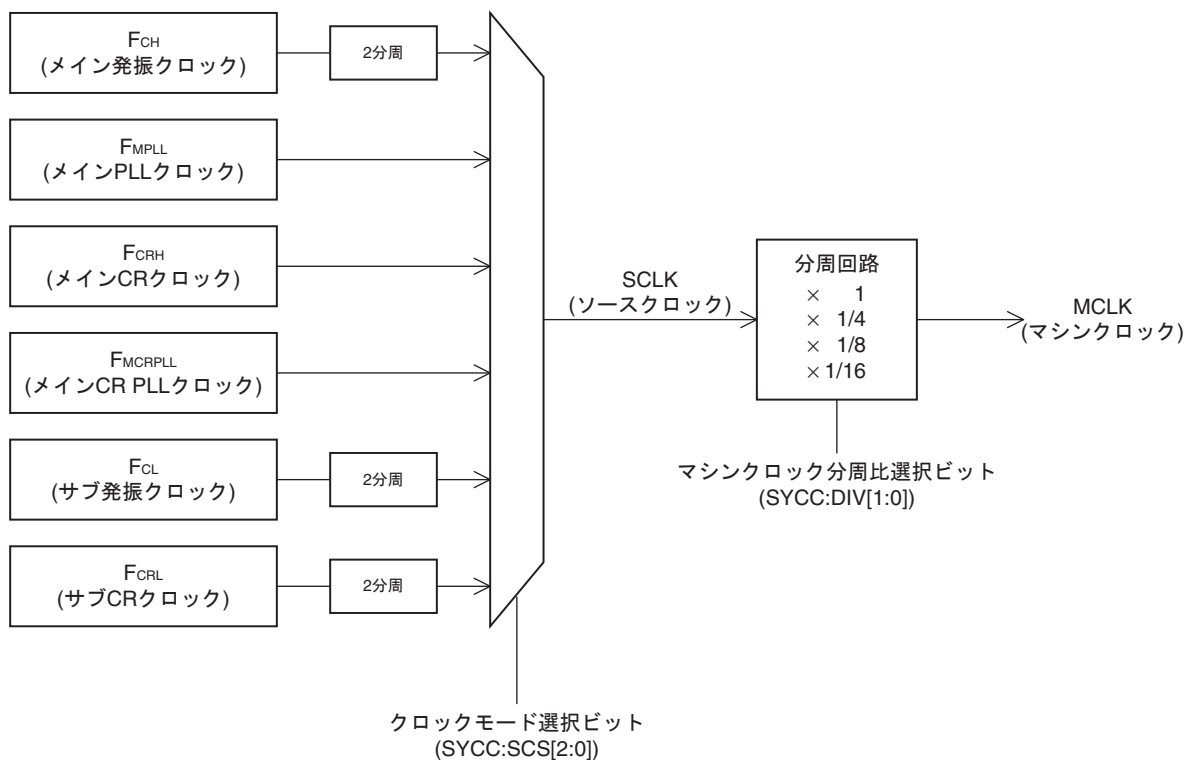 FCH
(メイン発振クロック)
2分周
FMPLL
(メインPLLクロック)
FCRH
(メインCRクロック)
FMCRPLL
(メインCR PLLクロック)
FCL
(サブ発振クロック)
2分周
FCRL
(サブCRクロック)
2分周
SCLK
(ソースクロック)
分周回路
× 1
× 1/4
× 1/8
× 1/16
MCLK
(マシンクロック)
マシンクロック分周比選択ビット
(SYCC:DIV[1:0])
クロックモード選択ビット
(SYCC:SCS[2:0])